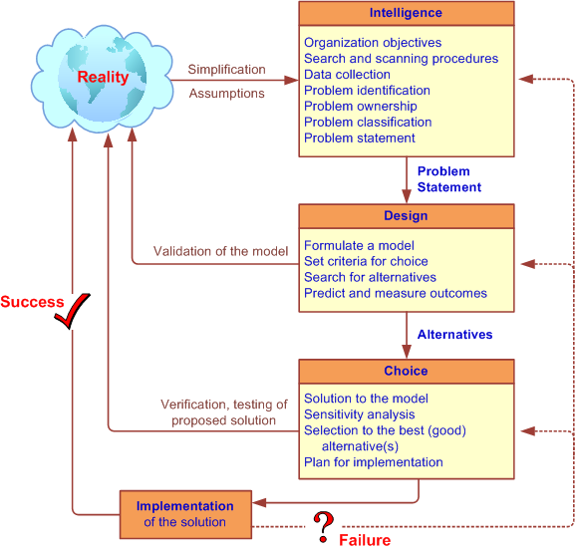 Intelligence
Organization objectives
Search and scanning procedures
Data collection
Problem identification
Problem ownership
Problem classification
Problem statement
Reality
Simplification
Assumptions
Problem
Statement
Design
Formulate a model
Set criteria for choice
Search for alternatives
Predict and measure outcomes
Validation of the model
Success
Alternatives
Choice
Solution to the model
Sensitivity analysis
Selection to the best (good)
alternative(s)
Plan for implementation
Verification, testing of
proposed solution
Implementation
of the solution
?
Failure